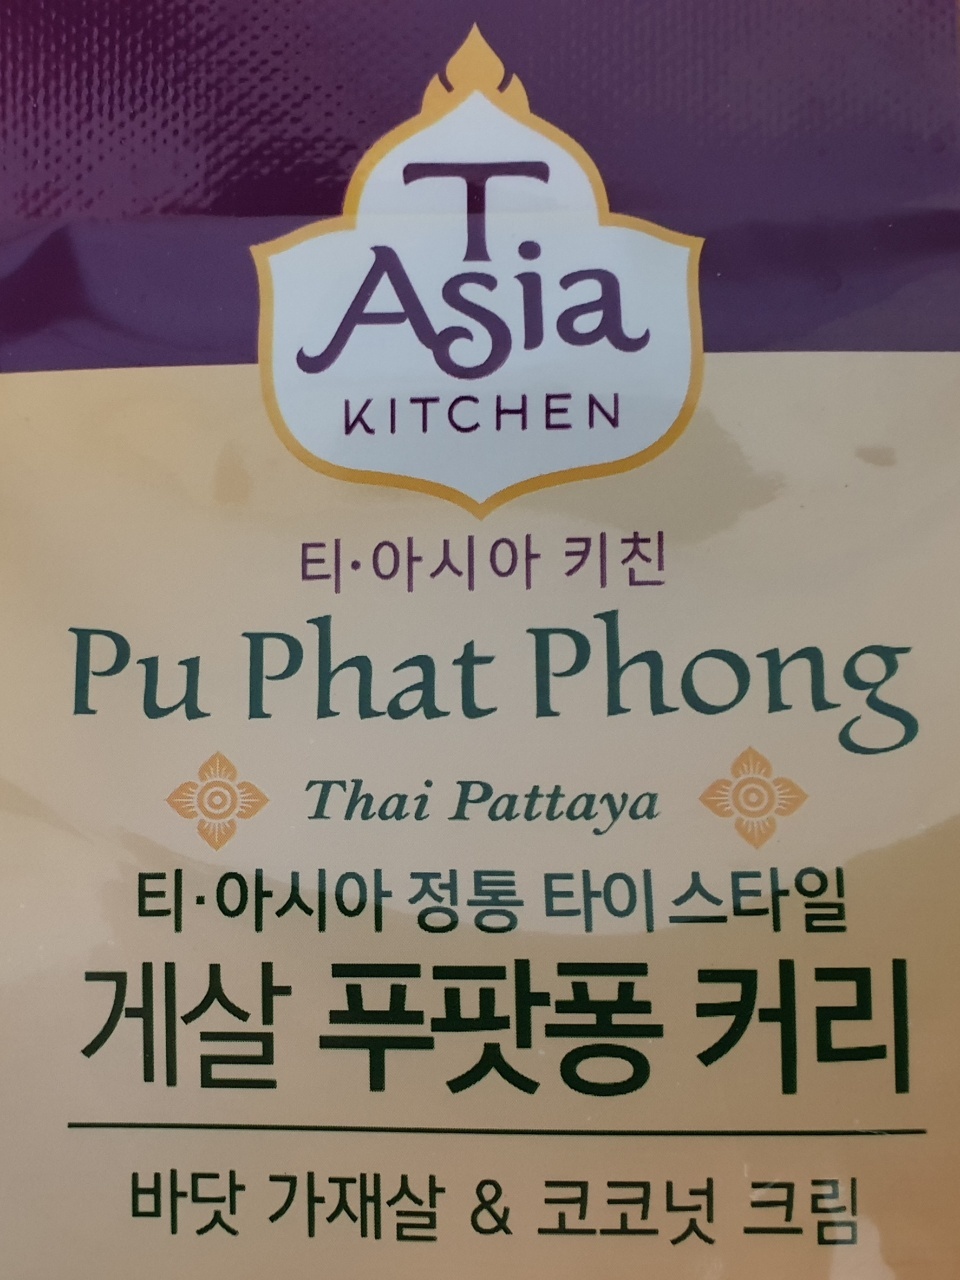 T
Asia
KITCHEN
티·아시아 키친
Pu Phat Phong
Thai Pattaya
티·아시아 정통 타이 스타일
게살 푸팟퐁 커리
바닷 가재살 & 코코넛 크림